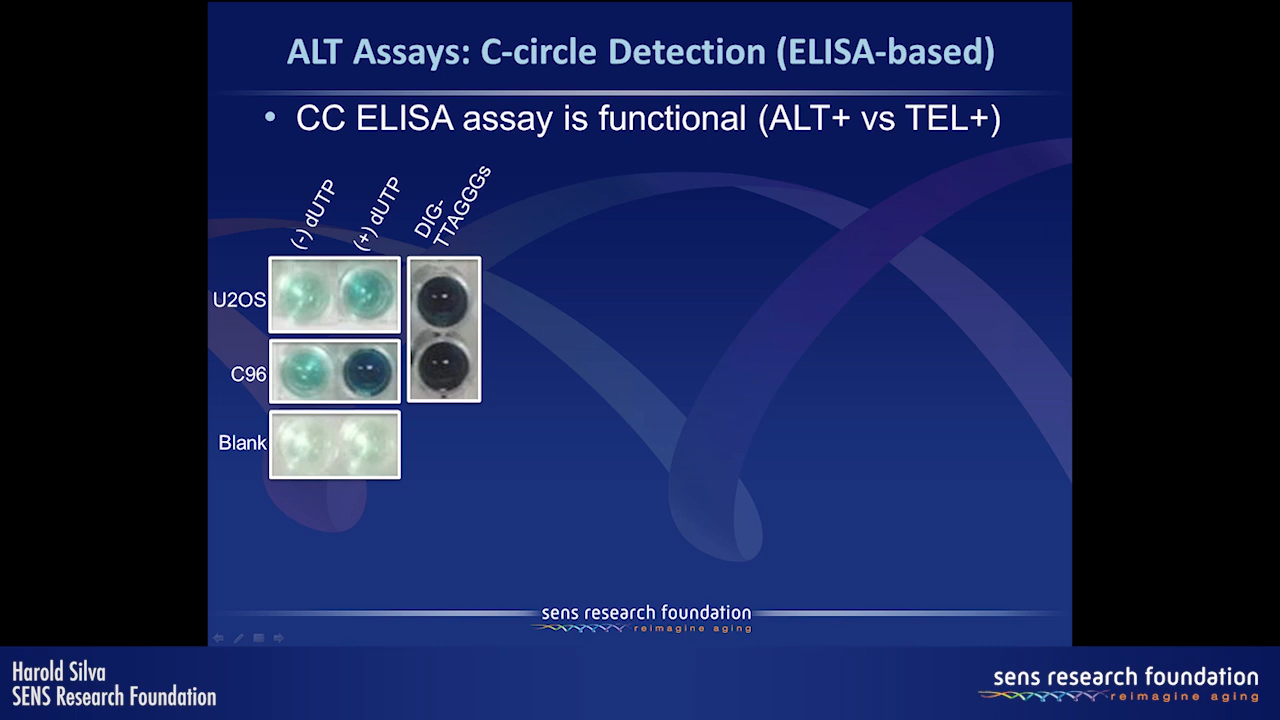 ALT Assays: C-circle Detection (ELISA-based)
• CC ELISA assay is functional (ALT+ vs TEL+)
(-) dUTP
(+) dUTP
DIG-
TTAGGGs
U2OS
C96
Blank
sens research foundation
reimagine aging
Harold Silva
SENS Research Foundation
sens research foundation
reimagine aging